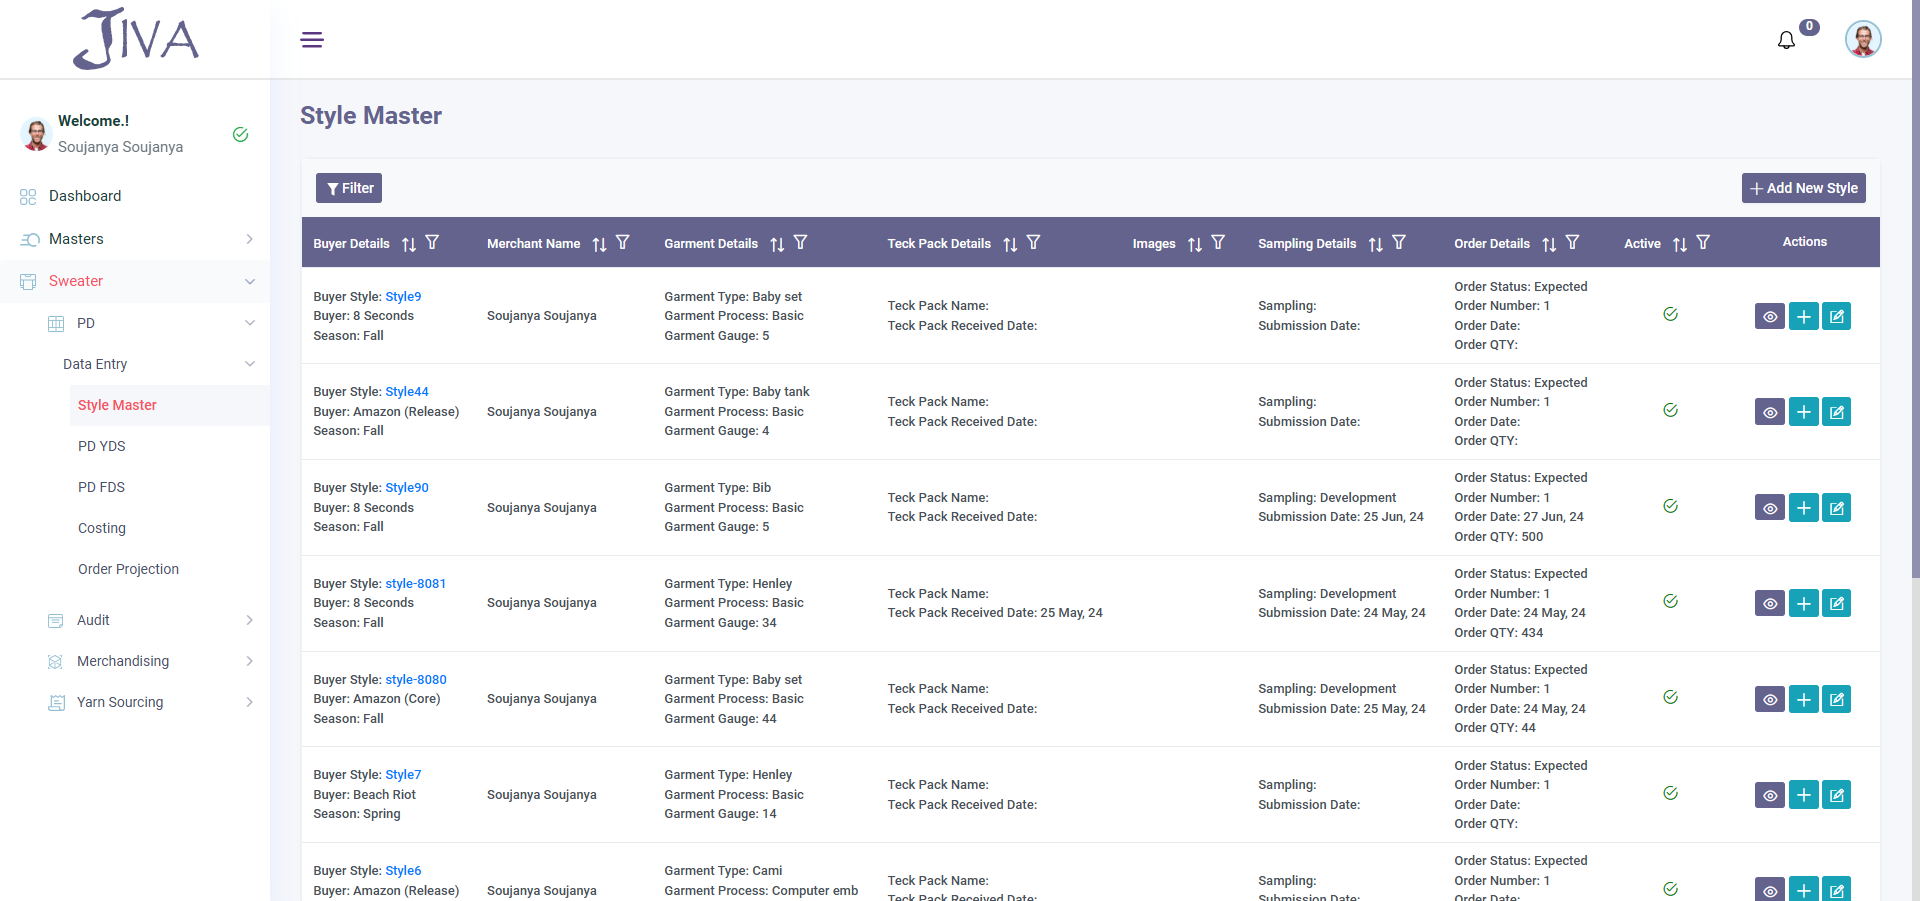 JIVA
0
Welcome.!
Soujanya Soujanya
Dashboard
Masters
Sweater
PD
Data Entry
Style Master
PD YDS
PD FDS
Costing
Order Projection
Audit
Merchandising
Yarn Sourcing
Style Master
Filter
Add New Style
Buyer Details Merchant Name Garment Details Teck Pack Details Images Sampling Details Order Details Active Actions
Buyer Style: Style9
Buyer: 8 Seconds
Season: Fall
Soujanya Soujanya
Garment Type: Baby set
Garment Process: Basic
Garment Gauge: 5
Teck Pack Name:
Teck Pack Received Date:
Sampling:
Submission Date:
Order Status: Expected
Order Number: 1
Order Date:
Order QTY:
Buyer Style: Style44
Buyer: Amazon (Release)
Season: Fall
Soujanya Soujanya
Garment Type: Baby tank
Garment Process: Basic
Garment Gauge: 4
Teck Pack Name:
Teck Pack Received Date:
Sampling:
Submission Date:
Order Status: Expected
Order Number: 1
Order Date:
Order QTY:
Buyer Style: Style90
Buyer: 8 Seconds
Season: Fall
Soujanya Soujanya
Garment Type: Bib
Garment Process: Basic
Garment Gauge: 5
Teck Pack Name:
Teck Pack Received Date:
Sampling: Development
Submission Date: 25 Jun, 24
Order Status: Expected
Order Number: 1
Order Date: 27 Jun, 24
Order QTY: 500
Buyer Style: style-8081
Buyer: 8 Seconds
Season: Fall
Soujanya Soujanya
Garment Type: Henley
Garment Process: Basic
Garment Gauge: 34
Teck Pack Name:
Teck Pack Received Date: 25 May, 24
Sampling: Development
Submission Date: 24 May, 24
Order Status: Expected
Order Number: 1
Order Date: 24 May, 24
Order QTY: 434
Buyer Style: style-8080
Buyer: Amazon (Core)
Season: Fall
Soujanya Soujanya
Garment Type: Baby set
Garment Process: Basic
Garment Gauge: 44
Teck Pack Name:
Teck Pack Received Date:
Sampling: Development
Submission Date: 25 May, 24
Order Status: Expected
Order Number: 1
Order Date: 24 May, 24
Order QTY: 44
Buyer Style: Style7
Buyer: Beach Riot
Season: Spring
Soujanya Soujanya
Garment Type: Henley
Garment Process: Basic
Garment Gauge: 14
Teck Pack Name:
Teck Pack Received Date:
Sampling:
Submission Date:
Order Status: Expected
Order Number: 1
Order Date:
Order QTY:
Buyer Style: Style6
Buyer: Amazon (Release)
Soujanya Soujanya
Garment Type: Cami
Garment Process: Computer emb
Teck Pack Name:
Teck Pack Received Date:
Sampling:
Submission Date:
Order Status: Expected
Order Number: 1
Order Date: